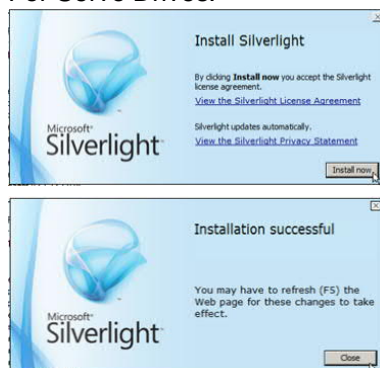 Install Silverlight
By clicking Install now you accept the Silverlight
license agreement.
View the Silverlight License Agreement
Silverlight updates automatically.
View the Silverlight Privacy Statement
Microsoft®
Silverlight
Install now
Installation successful
You may have to refresh (F5) the
Web page for these changes to take
effect.
Microsoft®
Silverlight
Close